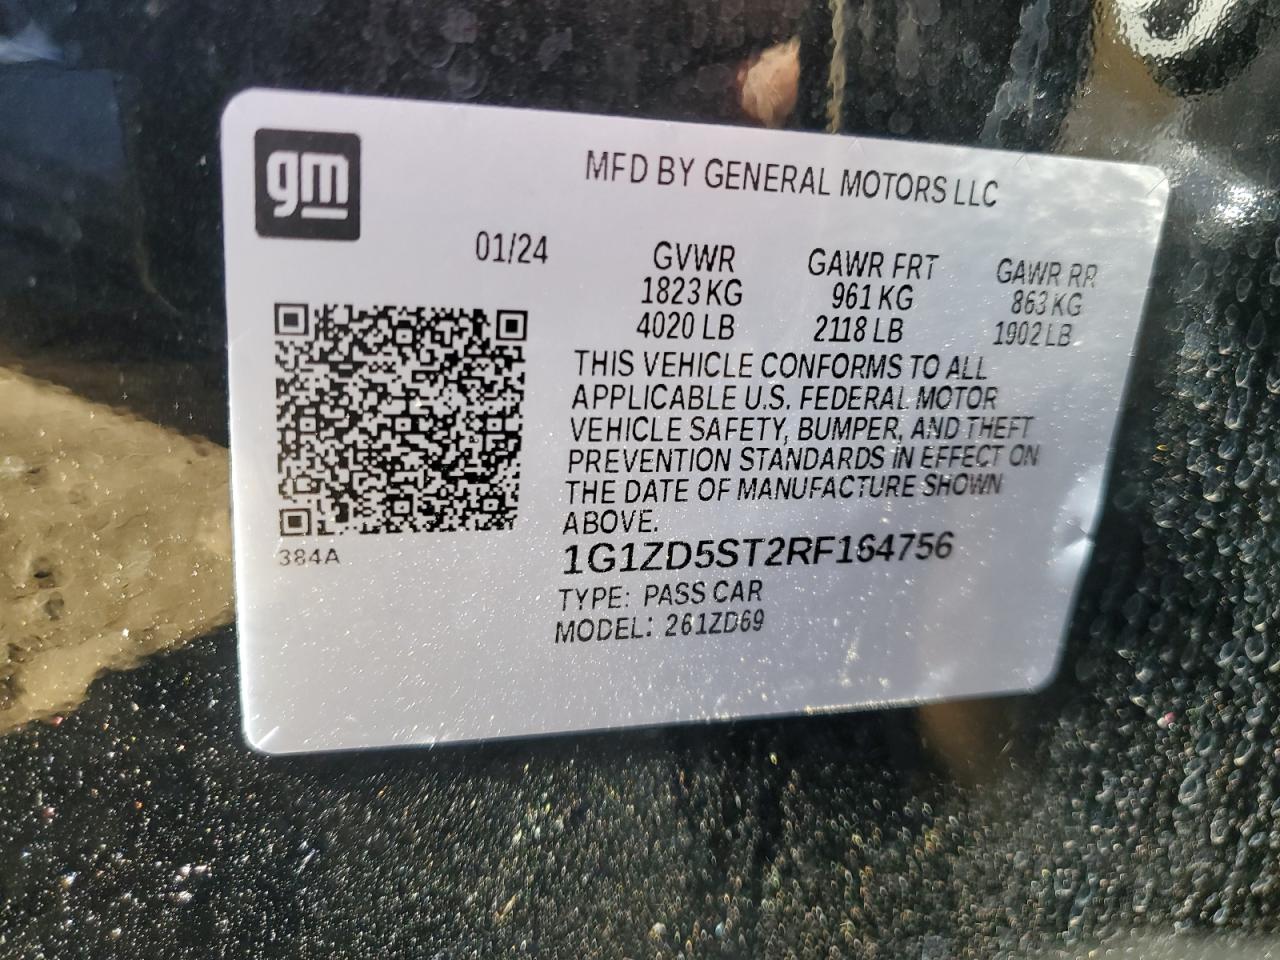 gm
MFD BY GENERAL MOTORS LLC
01/24 GVWR GAWR FRT GAWR RR
1823 KG 961 KG 863 KG
4020 LB 2118 LB 1902 LB
THIS VEHICLE CONFORMS TO ALL
APPLICABLE U.S. FEDERAL MOTOR
VEHICLE SAFETY, BUMPER, AND THEFT
PREVENTION STANDARDS IN EFFECT ON
THE DATE OF MANUFACTURE SHOWN
ABOVE.
384A
1G1ZD5ST2RF164756
TYPE: PASS CAR
MODEL: 261ZD69